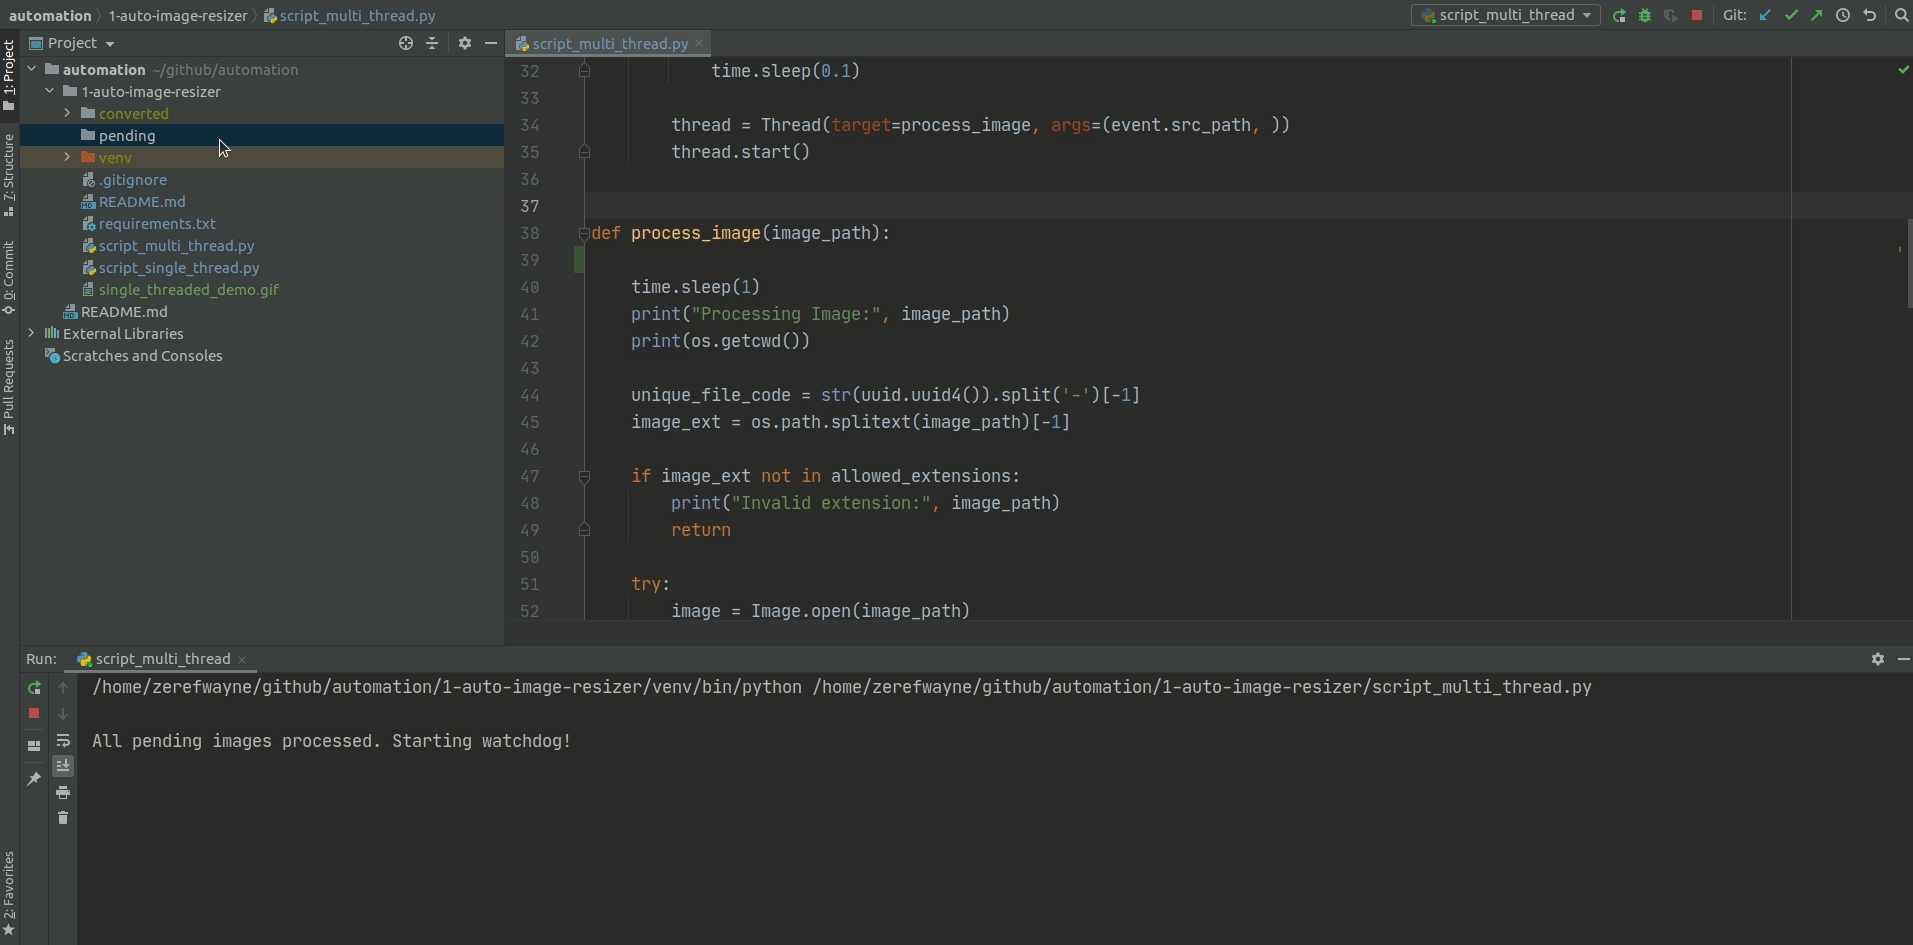 automation 1-auto-image-resizer script_multi_thread.py
script_multi_thread Git:
Project
script_multi_thread.py
1: Project
7: Structure
0: Commit
Pull Requests
2: Favorites
automation ~/github/automation
1-auto-image-resizer
converted
pending
venv
.gitignore
README.md
requirements.txt
script_multi_thread.py
script_single_thread.py
single_threaded_demo.gif
README.md
External Libraries
Scratches and Consoles
32 time.sleep(0.1)
33
34 thread = Thread(target=process_image, args=(event.src_path, ))
35 thread.start()
36
37
38 def process_image(image_path):
39
40 time.sleep(1)
41 print("Processing Image:", image_path)
42 print(os.getcwd())
43
44 unique_file_code = str(uuid.uuid4()).split('-')[-1]
45 image_ext = os.path.splitext(image_path)[-1]
46
47 if image_ext not in allowed_extensions:
48 print("Invalid extension:", image_path)
49 return
50
51 try:
52 image = Image.open(image_path)
Run: script_multi_thread
/home/zerefwayne/github/automation/1-auto-image-resizer/venv/bin/python /home/zerefwayne/github/automation/1-auto-image-resizer/script_multi_thread.py
All pending images processed. Starting watchdog!